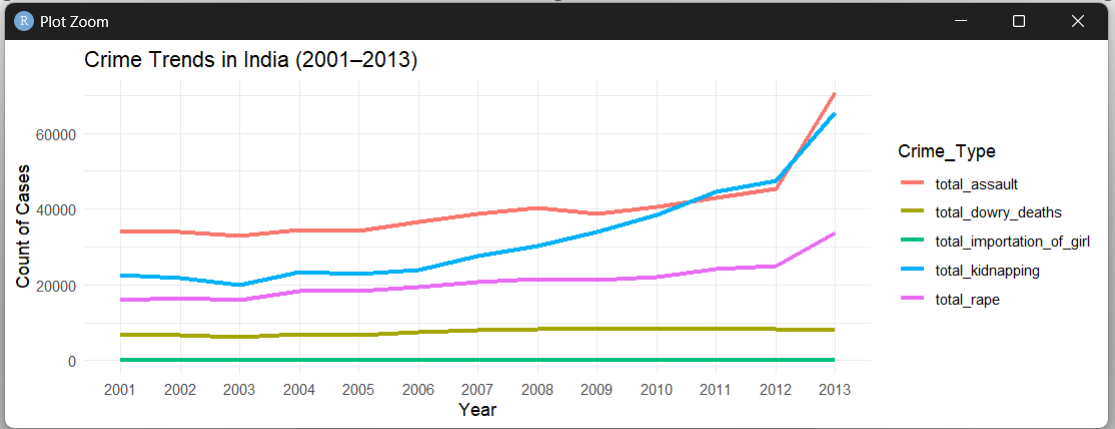 R Plot Zoom
Crime Trends in India (2001–2013)
Count of Cases
60000
40000
20000
0
2001 2002 2003 2004 2005 2006 2007 2008 2009 2010 2011 2012 2013
Year
Crime_Type
total_assault
total_dowry_deaths
total_importation_of_girl
total_kidnapping
total_rape